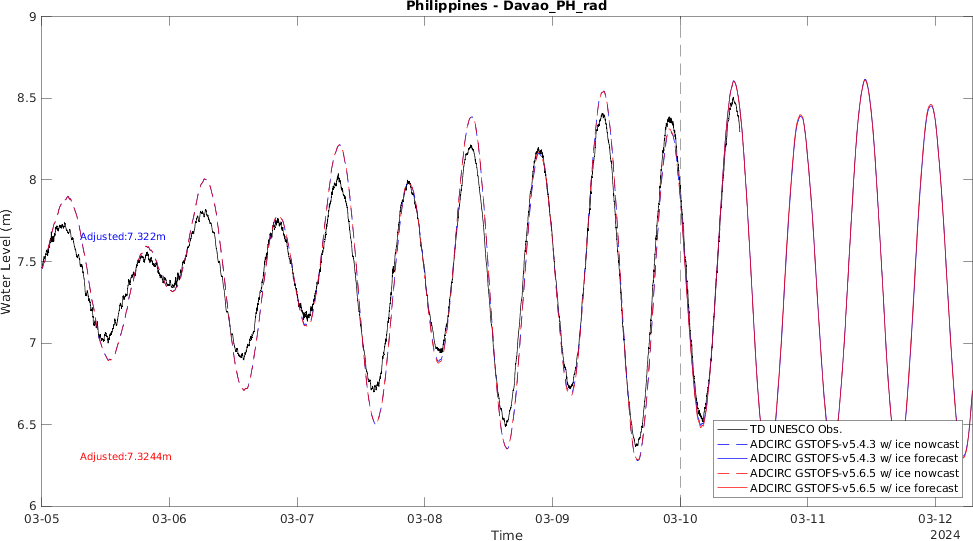 Philippines - Davao_PH_rad
9
8.5
8
7.5
7
6.5
6
Water Level (m)
Adjusted:7.322m
Adjusted:7.3244m
TD UNESCO Obs.
ADCIRC GSTOFS-v5.4.3 w/ ice nowcast
ADCIRC GSTOFS-v5.4.3 w/ ice forecast
ADCIRC GSTOFS-v5.6.5 w/ ice nowcast
ADCIRC GSTOFS-v5.6.5 w/ ice forecast
03-05 03-06 03-07 03-08 03-09 03-10 03-11 03-12
Time
2024